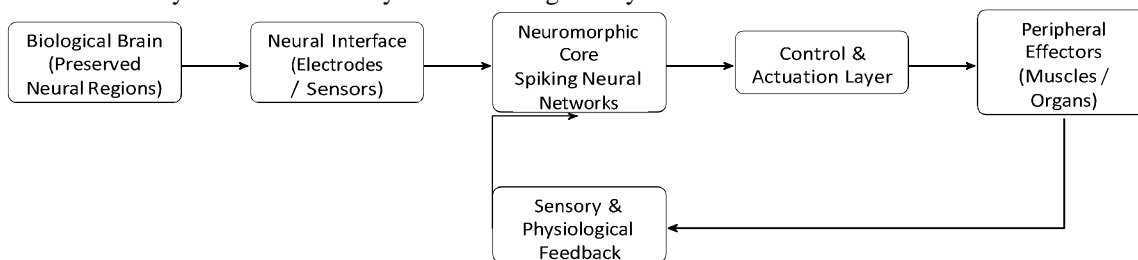 Biological Brain
(Preserved
Neural Regions)
Neural Interface
(Electrodes
/ Sensors)
Neuromorphic
Core
Spiking Neural
Networks
Control &
Actuation Layer
Peripheral
Effectors
(Muscles /
Organs)
Sensory &
Physiological
Feedback